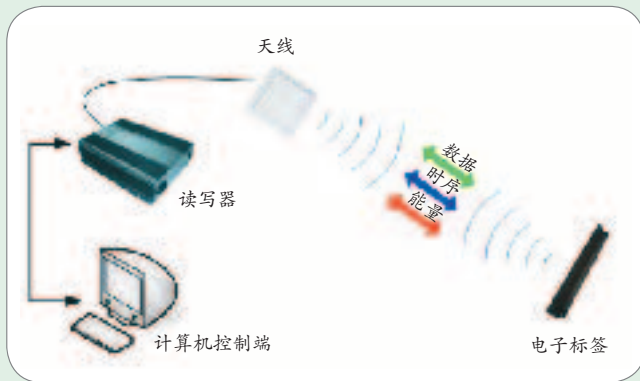 天线
数据
时序
能量
读写器
计算机控制端
电子标签